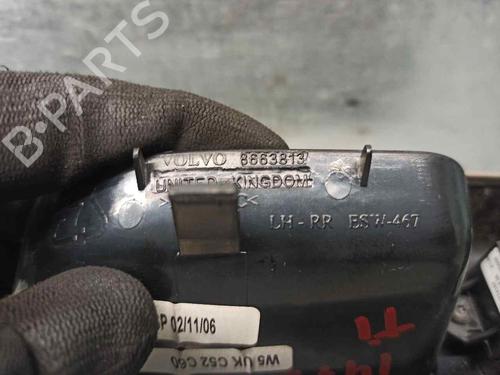 B-PARTS
VOLVO 8663813
UNITED KINGDOM
LH-RR ESW-467
P 02/11/06
W5 UK C52 C60